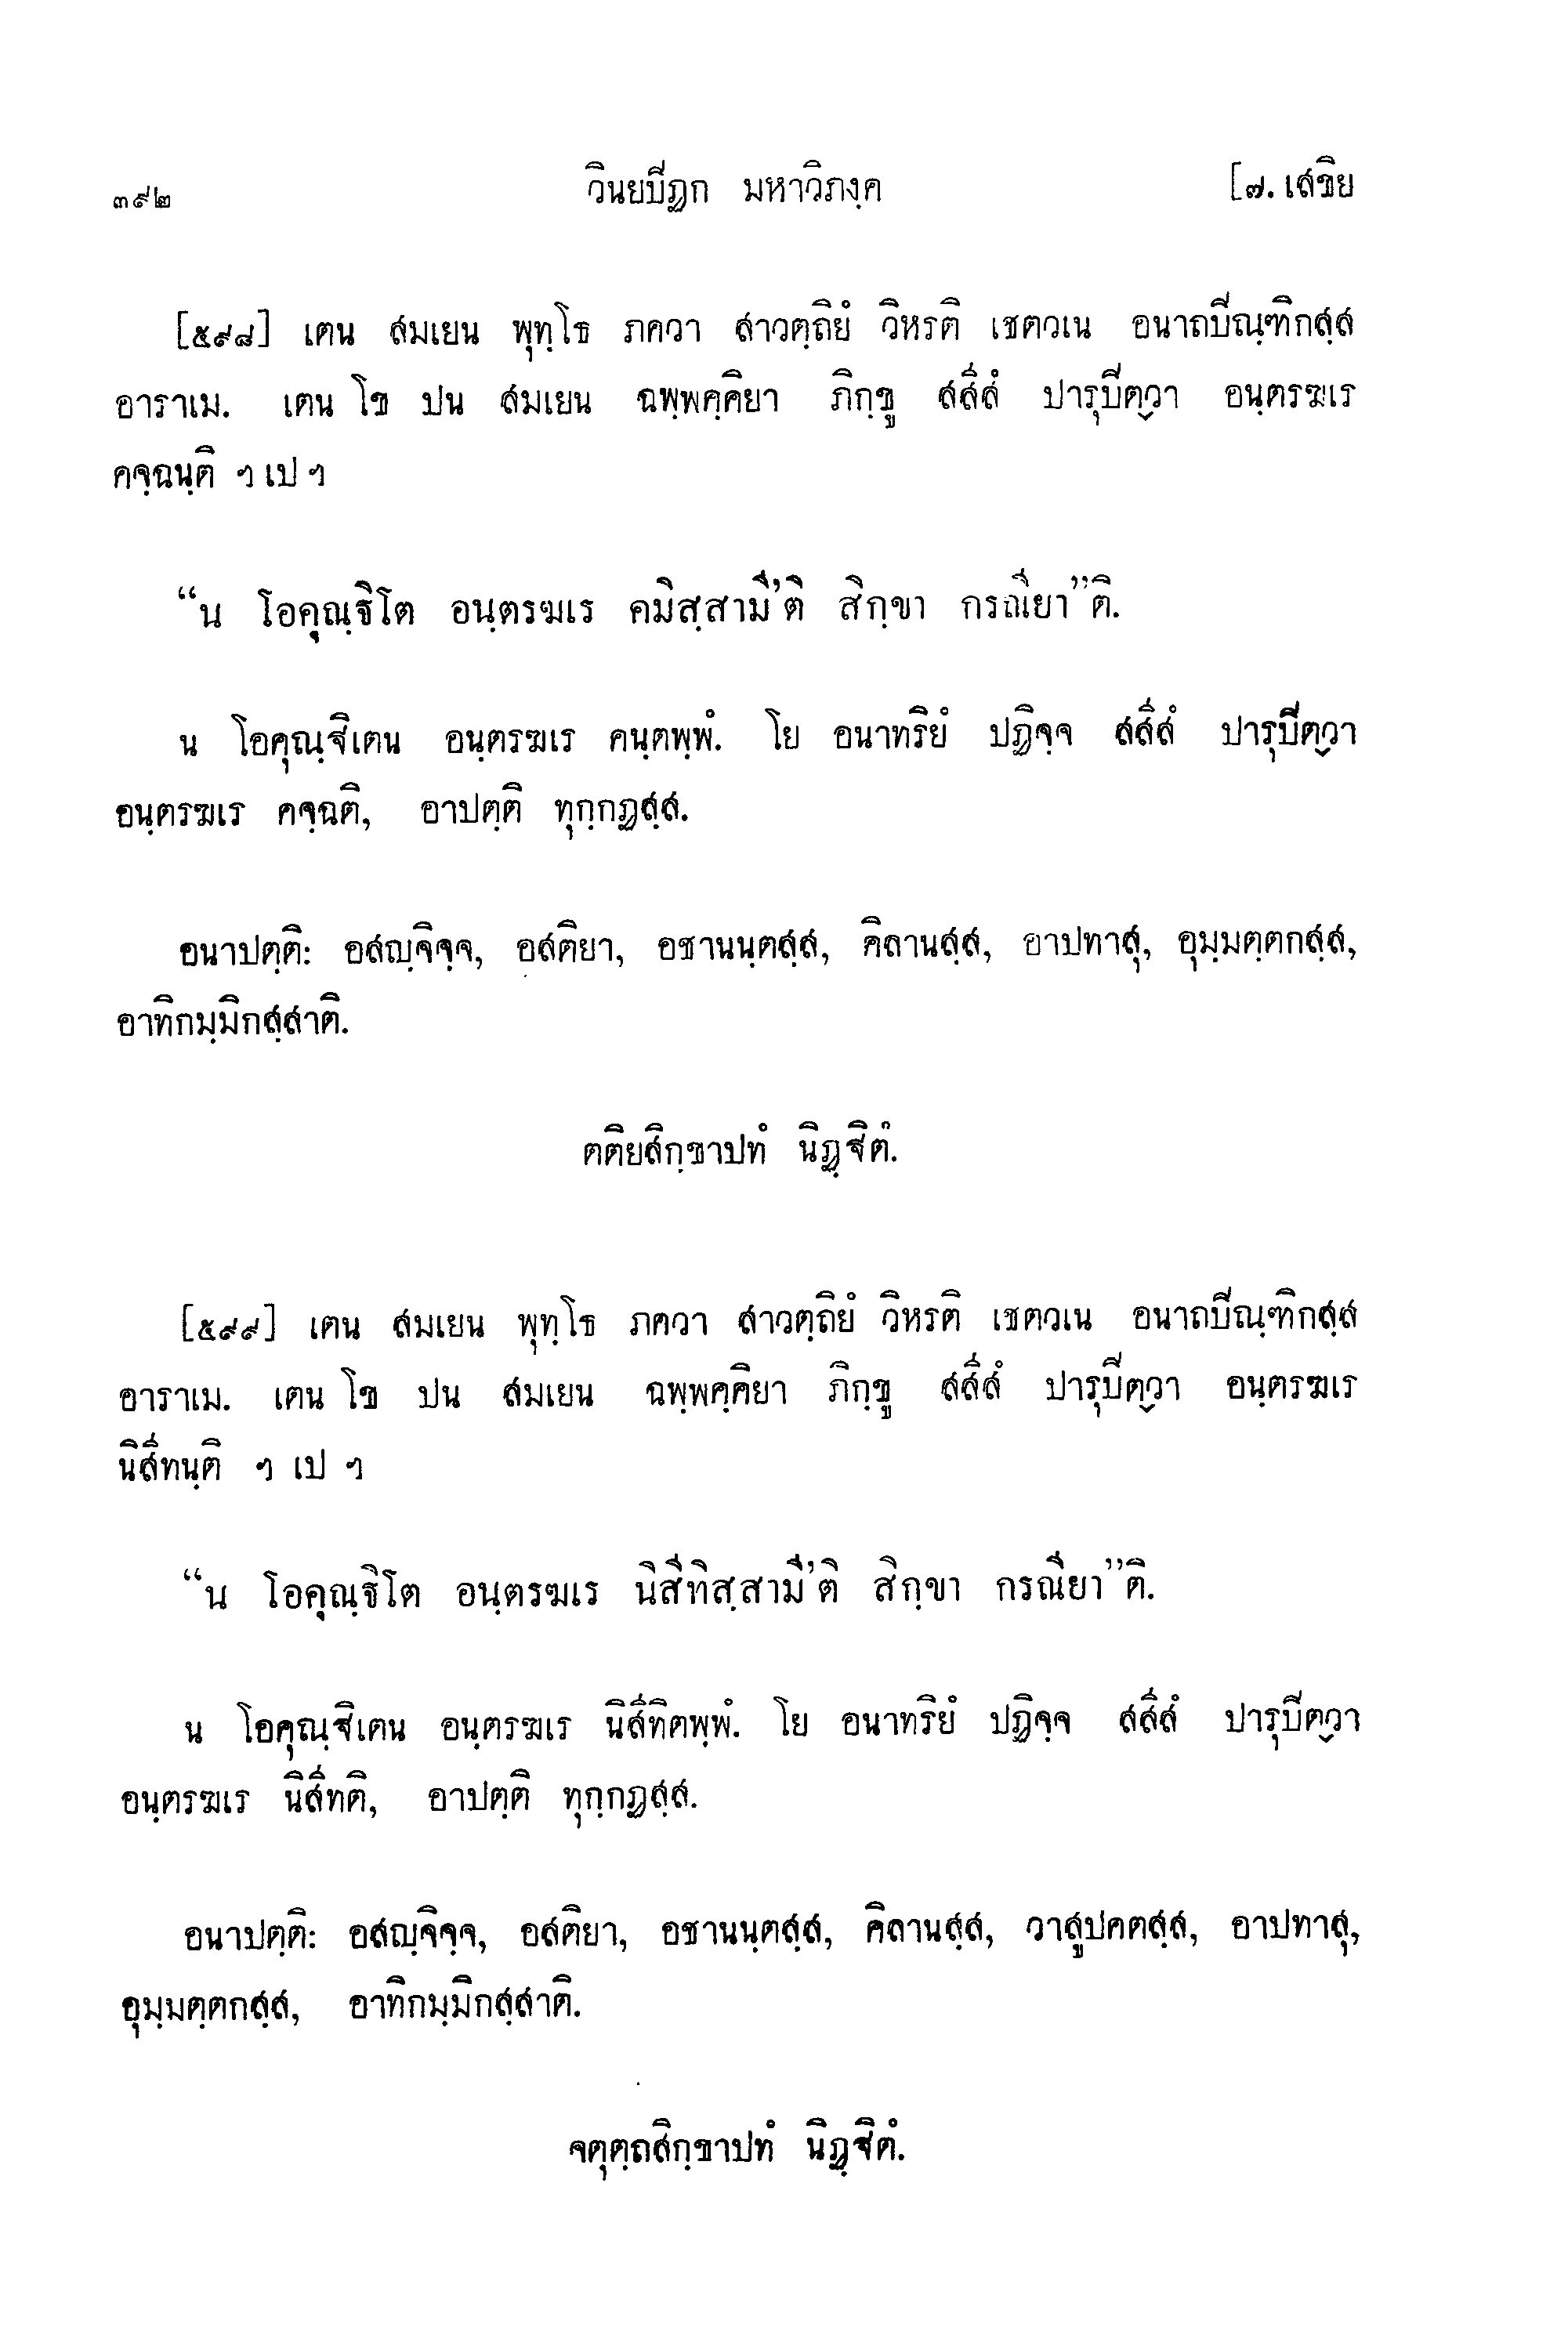 ๓๙๒ วินยปิฏก มหาวิภงฺค [๗. เสขิย
[๕๙๘] เตน สมเยน พุทฺโธ ภควา สาวตฺถิยํ วิหรติ เชตวเน อนาถปิณฺฑิกสฺส
อาราเม. เตน โข ปน สมเยน ฉพฺพคฺคิยา ภิกฺขู สสีสํ ปารุปิตฺวา อนฺตรฆเร
คจฺฉนฺติ ฯ เป ฯ
“น โอคุณฺฐิโต อนฺตรฆเร คมิสฺสามี’ติ สิกฺขา กรณียา”ติ.
น โอคุณฺฐิเตน อนฺตรฆเร คนฺตพฺพํ. โย อนาทริยํ ปฏิจฺจ สสีสํ ปารุปิตฺวา
อนฺตรฆเร คจฺฉติ, อาปตฺติ ทุกฺกฏสฺส.
อนาปตฺติ: อสญฺจิจฺจ, อสติยา, อชานนฺตสฺส, คิลานสฺส, อาปทาสุ, อุมฺมตฺตกสฺส,
อาทิกมฺมิกสฺสาติ.
ตติยสิกฺขาปทํ นิฏฺฐิตํ.
[๕๙๙] เตน สมเยน พุทฺโธ ภควา สาวตฺถิยํ วิหรติ เชตวเน อนาถปิณฺฑิกสฺส
อาราเม. เตน โข ปน สมเยน ฉพฺพคฺคิยา ภิกฺขู สสีสํ ปารุปิตฺวา อนฺตรฆเร
นิสีทนฺติ ฯ เป ฯ
“น โอคุณฺฐิโต อนฺตรฆเร นิสีทิสฺสามี’ติ สิกฺขา กรณียา”ติ.
น โอคุณฺฐิเตน อนฺตรฆเร นิสีทิตพฺพํ. โย อนาทริยํ ปฏิจฺจ สสีสํ ปารุปิตฺวา
อนฺตรฆเร นิสีทติ, อาปตฺติ ทุกฺกฏสฺส.
อนาปตฺติ: อสญฺจิจฺจ, อสติยา, อชานนฺตสฺส, คิลานสฺส, วาสูปคตสฺส, อาปทาสุ,
อุมฺมตฺตกสฺส, อาทิกมฺมิกสฺสาติ.
จตุตฺถสิกฺขาปทํ นิฏฺฐิตํ.